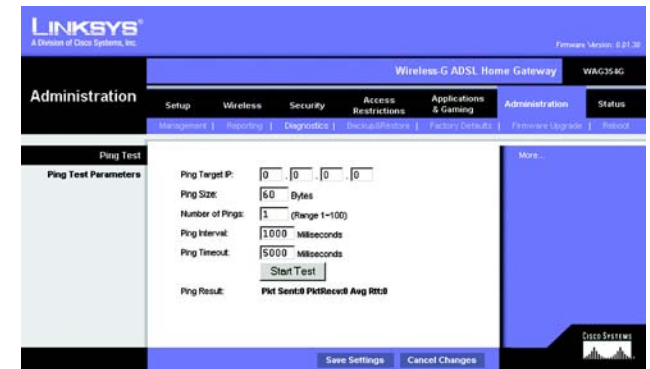 LINKSYS®
A Division of Cisco Systems, Inc.
Firmware Version: 0.01.30
Wireless-G ADSL Home Gateway WAG354G
Administration
Setup Wireless Security Access Restrictions Applications & Gaming Administration Status
Management | Reporting | Diagnostics | Backup&Restore | Factory Defaults | Firmware Upgrade | Reboot
Ping Test
More...
Ping Test Parameters
Ping Target IP: 0 . 0 . 0 . 0
Ping Size: 60 Bytes
Number of Pings: 1 (Range 1~100)
Ping Interval: 1000 Miliseconds
Ping Timeout: 5000 Miliseconds
Start Test
Ping Result: Pkt Sent:0 PktRecv:0 Avg Rtt:0
CISCO SYSTEMS
Save Settings Cancel Changes